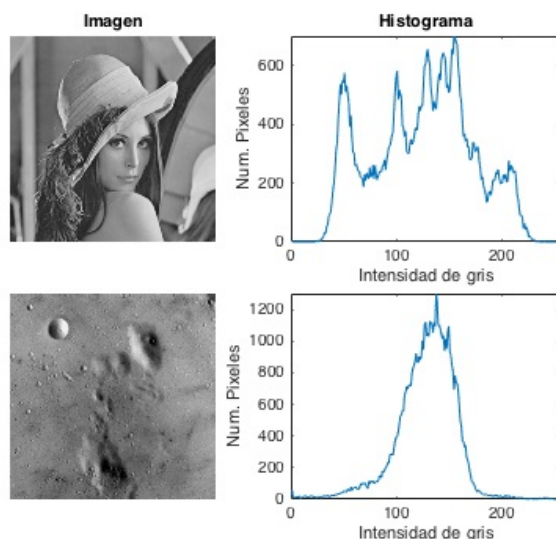 Imagen
Histograma
600
400
200
0
Num. Pixeles
0 100 200
Intensidad de gris
1200
1000
800
600
400
200
0
Num. Pixeles
0 100 200
Intensidad de gris